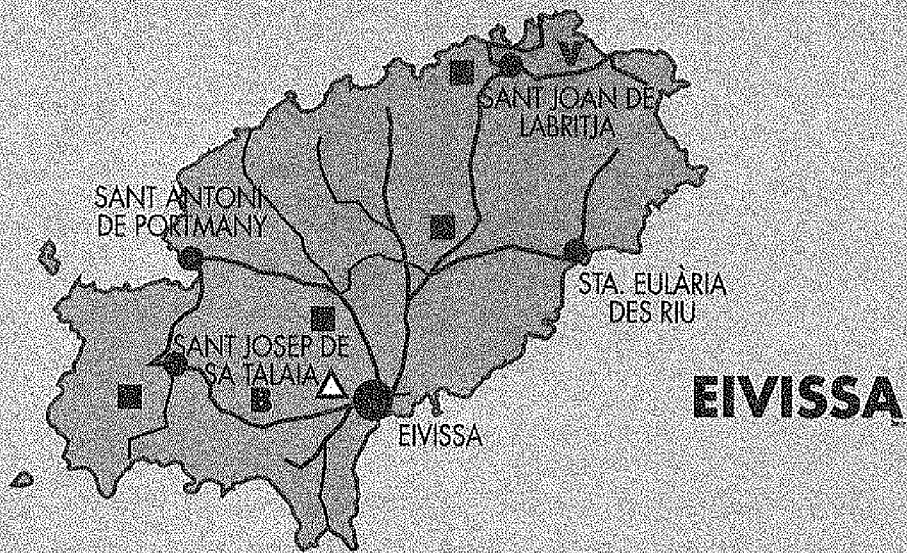 V
SANT JOAN DE
LABRITJA
SANT ANTONI
DE PORTMANY
STA. EULÀRIA
DES RIU
SANT JOSEP DE
SA TALAIA
B
EIVISSA
EIVISSA